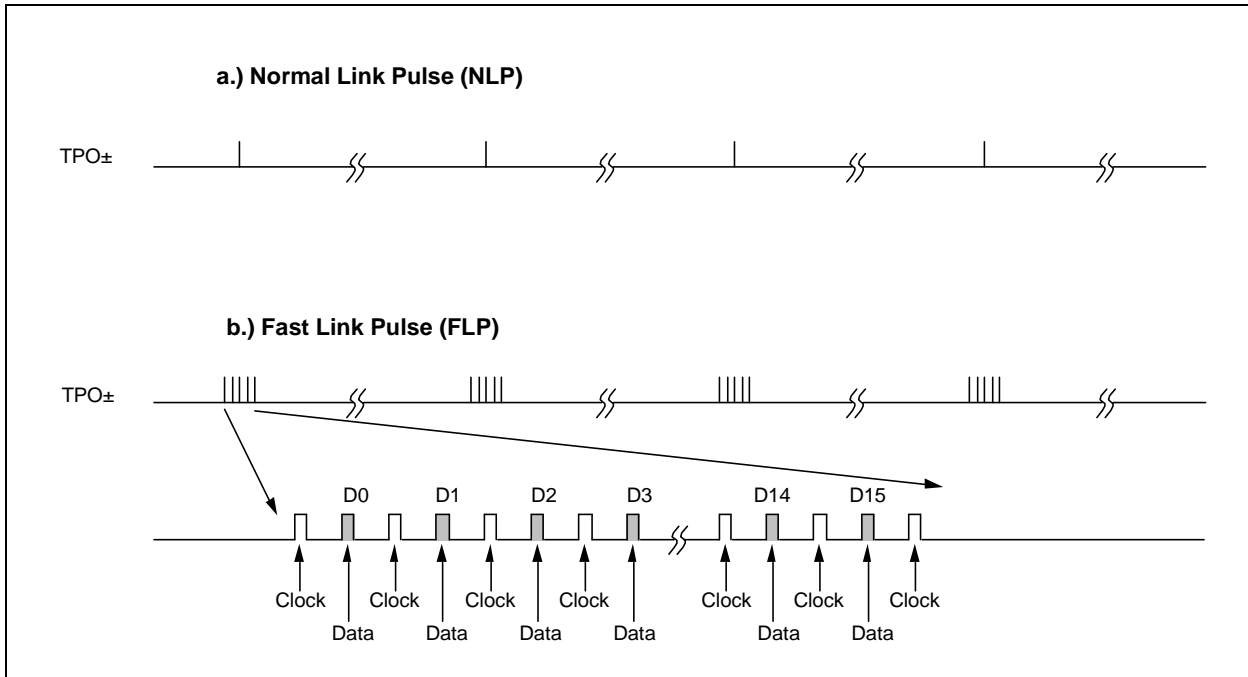 a.) Normal Link Pulse (NLP)
TPO±
b.) Fast Link Pulse (FLP)
TPO±
D0 D1 D2 D3 D14 D15
Clock Clock Clock Clock Clock Clock Clock
Data Data Data Data Data Data